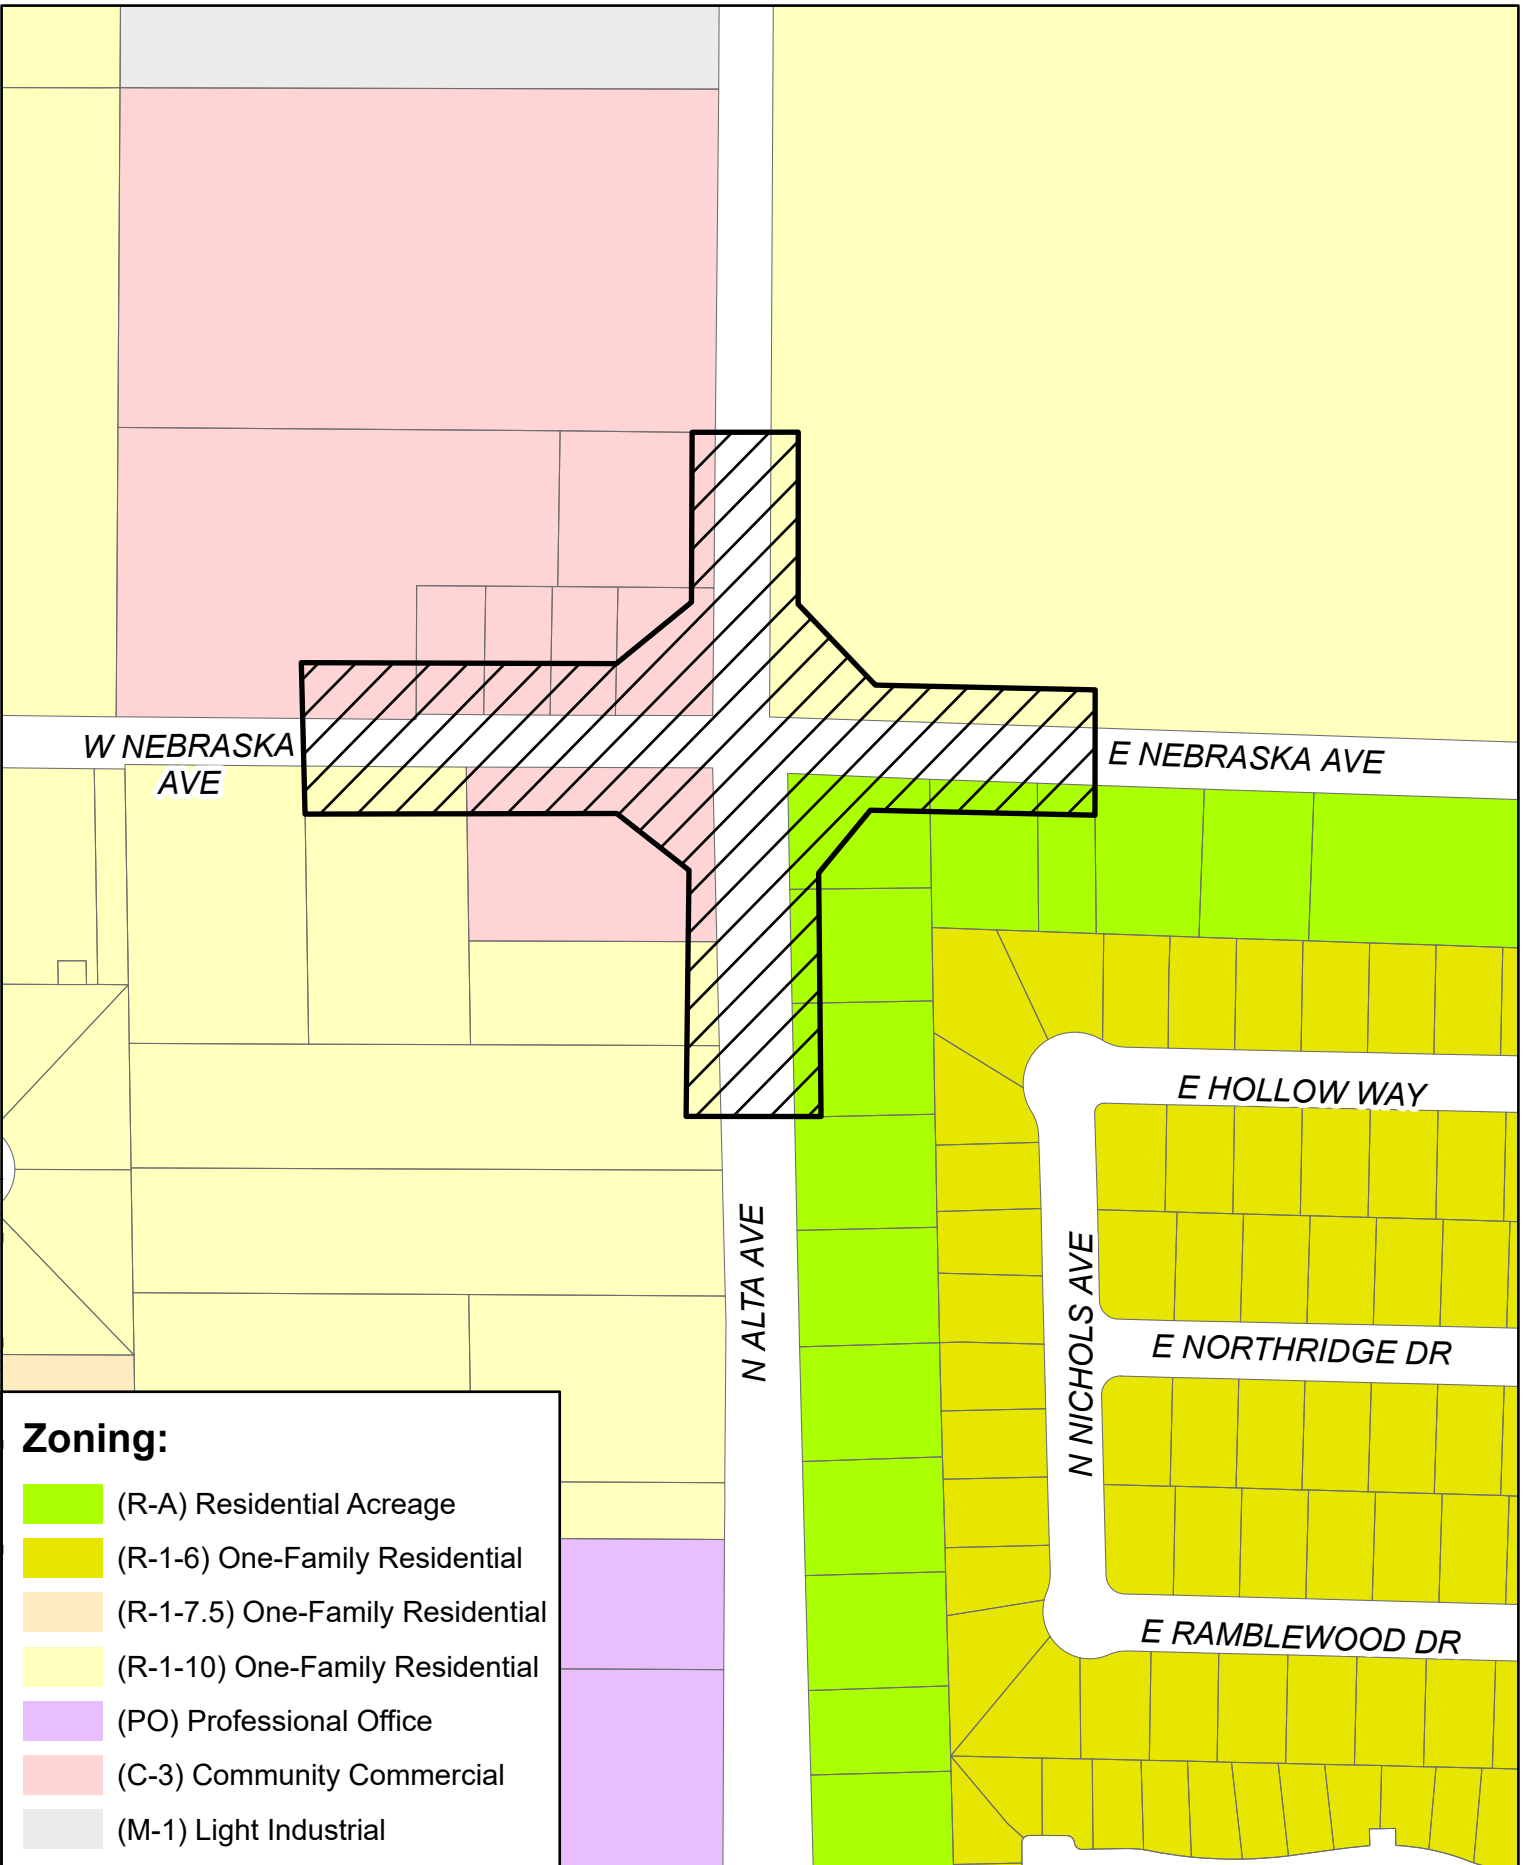 W NEBRASKA
AVE
E NEBRASKA AVE
E HOLLOW WAY
N ALTA AVE
N NICHOLS AVE
E NORTHRIDGE DR
E RAMBLEWOOD DR
Zoning:
(R-A) Residential Acreage
(R-1-6) One-Family Residential
(R-1-7.5) One-Family Residential
(R-1-10) One-Family Residential
(PO) Professional Office
(C-3) Community Commercial
(M-1) Light Industrial